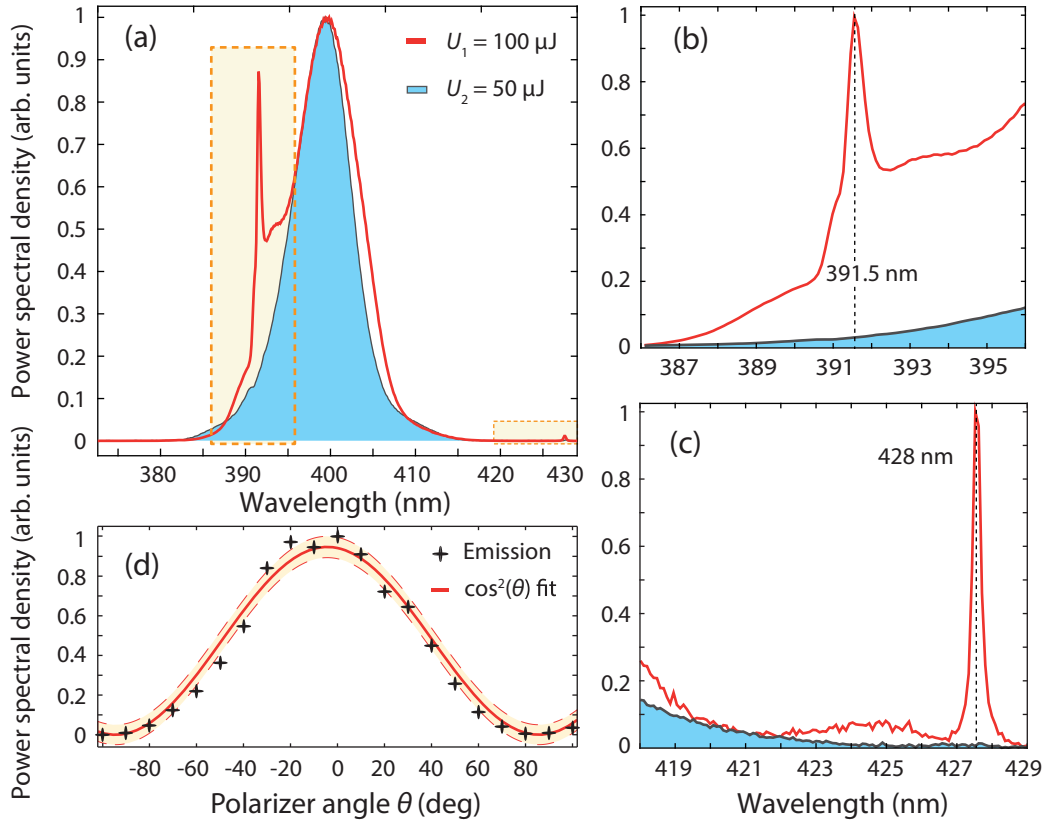 (a)
U1 = 100 µJ
U2 = 50 µJ
Power spectral density (arb. units)
1
0.9
0.8
0.7
0.6
0.5
0.4
0.3
0.2
0.1
0
380 390 400 410 420 430
Wavelength (nm)
(b)
1
0.8
0.6
0.4
0.2
0
391.5 nm
387 389 391 393 395
(c)
428 nm
1
0.8
0.6
0.4
0.2
0
419 421 423 425 427 429
Wavelength (nm)
(d)
Emission
cos²(θ) fit
Power spectral density (arb. units)
1
0.8
0.6
0.4
0.2
0
-80 -60 -40 -20 0 20 40 60 80
Polarizer angle θ (deg)